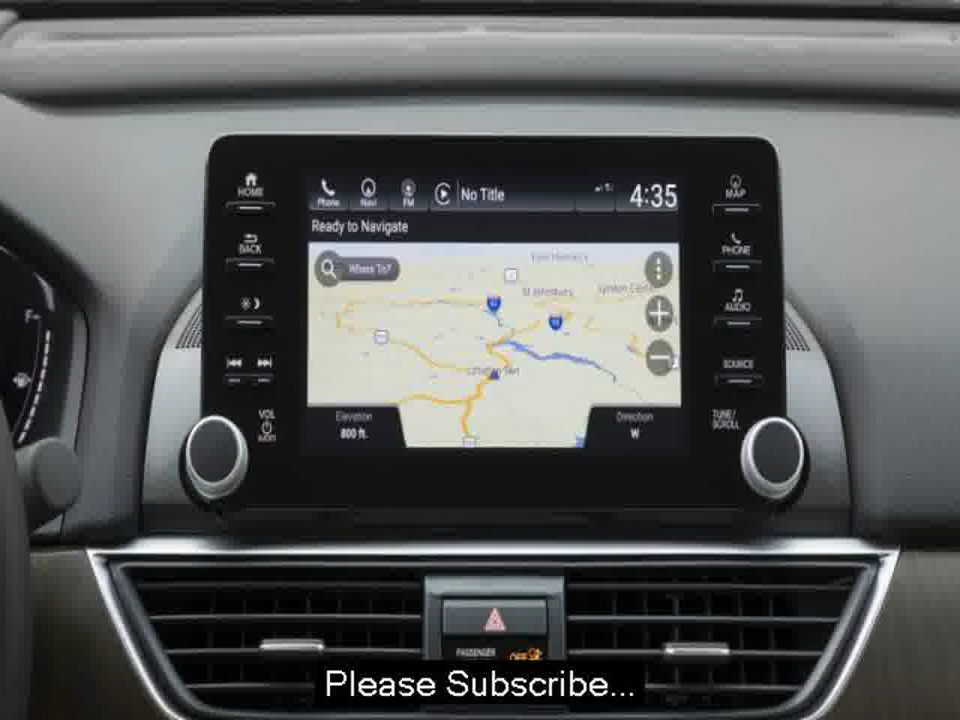 HOME
Phone
Navi
FM
No Title
4:35
MAP
Ready to Navigate
BACK
PHONE
Where To?
AUDIO
SOURCE
VOL
AUDIO
Elevation
800 ft.
Direction
W
TUNE/
SCROLL
PASSENGER
OFF
Please Subscribe...